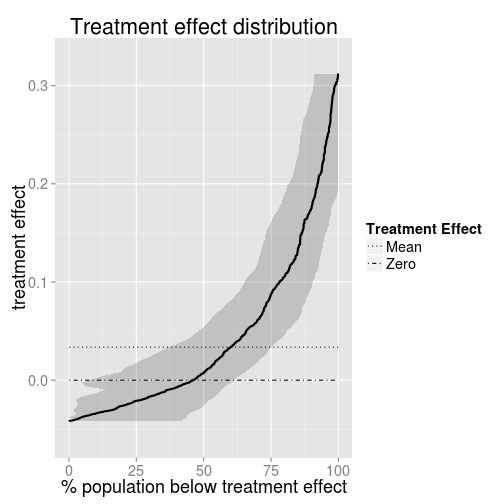 Treatment effect distribution
treatment effect
0.3
0.2
0.1
0.0
0
25
50
75
100
% population below treatment effect
Treatment Effect
Mean
Zero